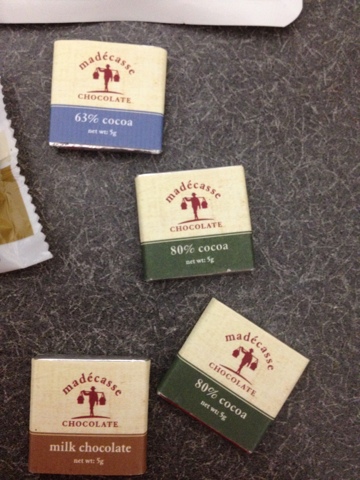 madécasse
CHOCOLATE
63% cocoa
net wt: 5g
madécasse
CHOCOLATE
80% cocoa
net wt: 5g
madécasse
CHOCOLATE
80% cocoa
net wt: 5g
madécasse
CHOCOLATE
milk chocolate
net wt: 5g